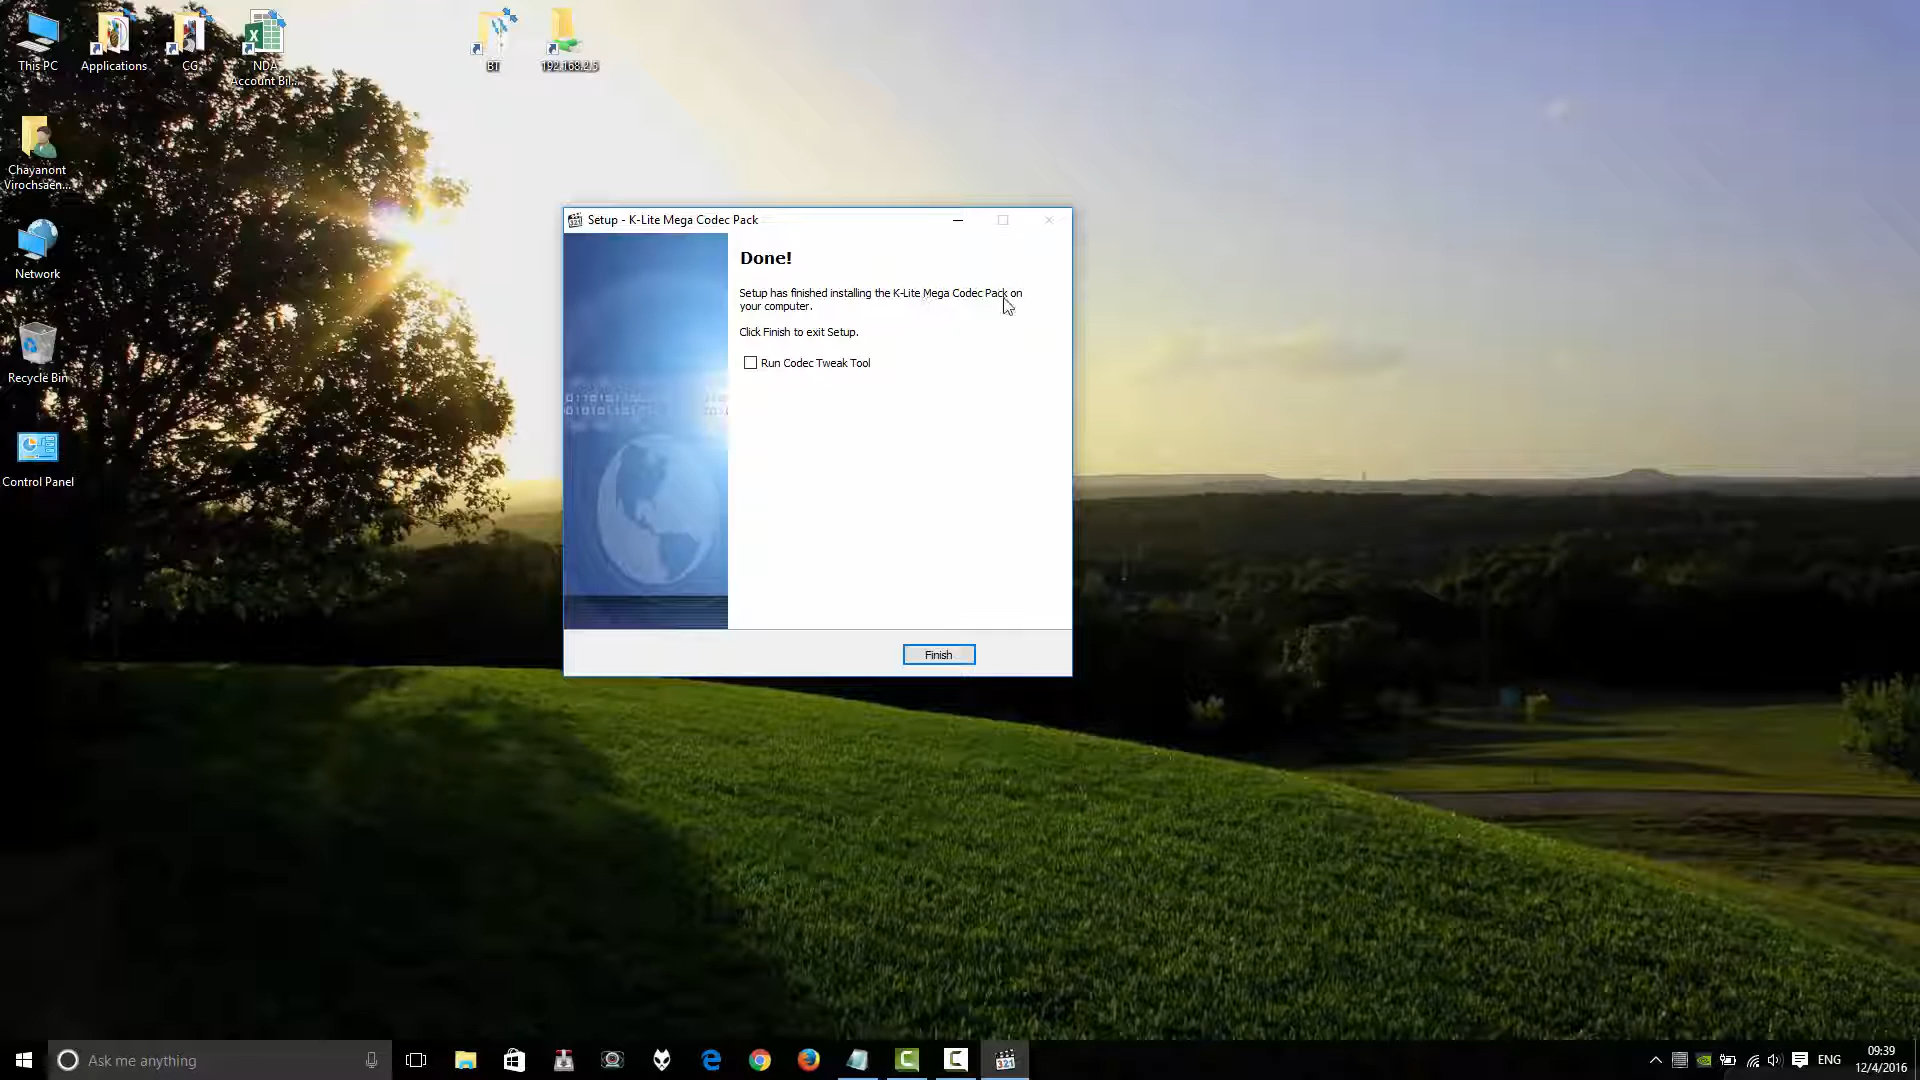 This PC
Applications
CG
NDA
Account Bil...
BT
192.168.2.5
Chayanont
Virochsaen...
Network
Recycle Bin
Control Panel
Setup - K-Lite Mega Codec Pack
Done!
Setup has finished installing the K-Lite Mega Codec Pack on
your computer.
Click Finish to exit Setup.
Run Codec Tweak Tool
Finish
Ask me anything
321
ENG
09:39
12/4/2016